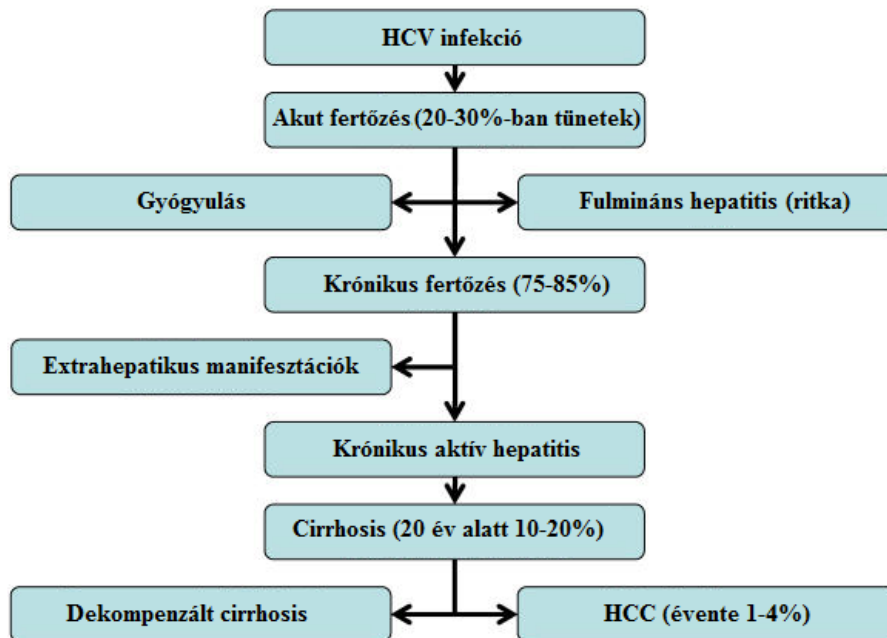 HCV infekció
Akut fertőzés (20-30%-ban tünetek)
Gyógyulás
Fulmináns hepatitis (ritka)
Krónikus fertőzés (75-85%)
Extrahepatikus manifesztációk
Krónikus aktív hepatitis
Cirrhosis (20 év alatt 10-20%)
Dekompenzált cirrhosis
HCC (évente 1-4%)